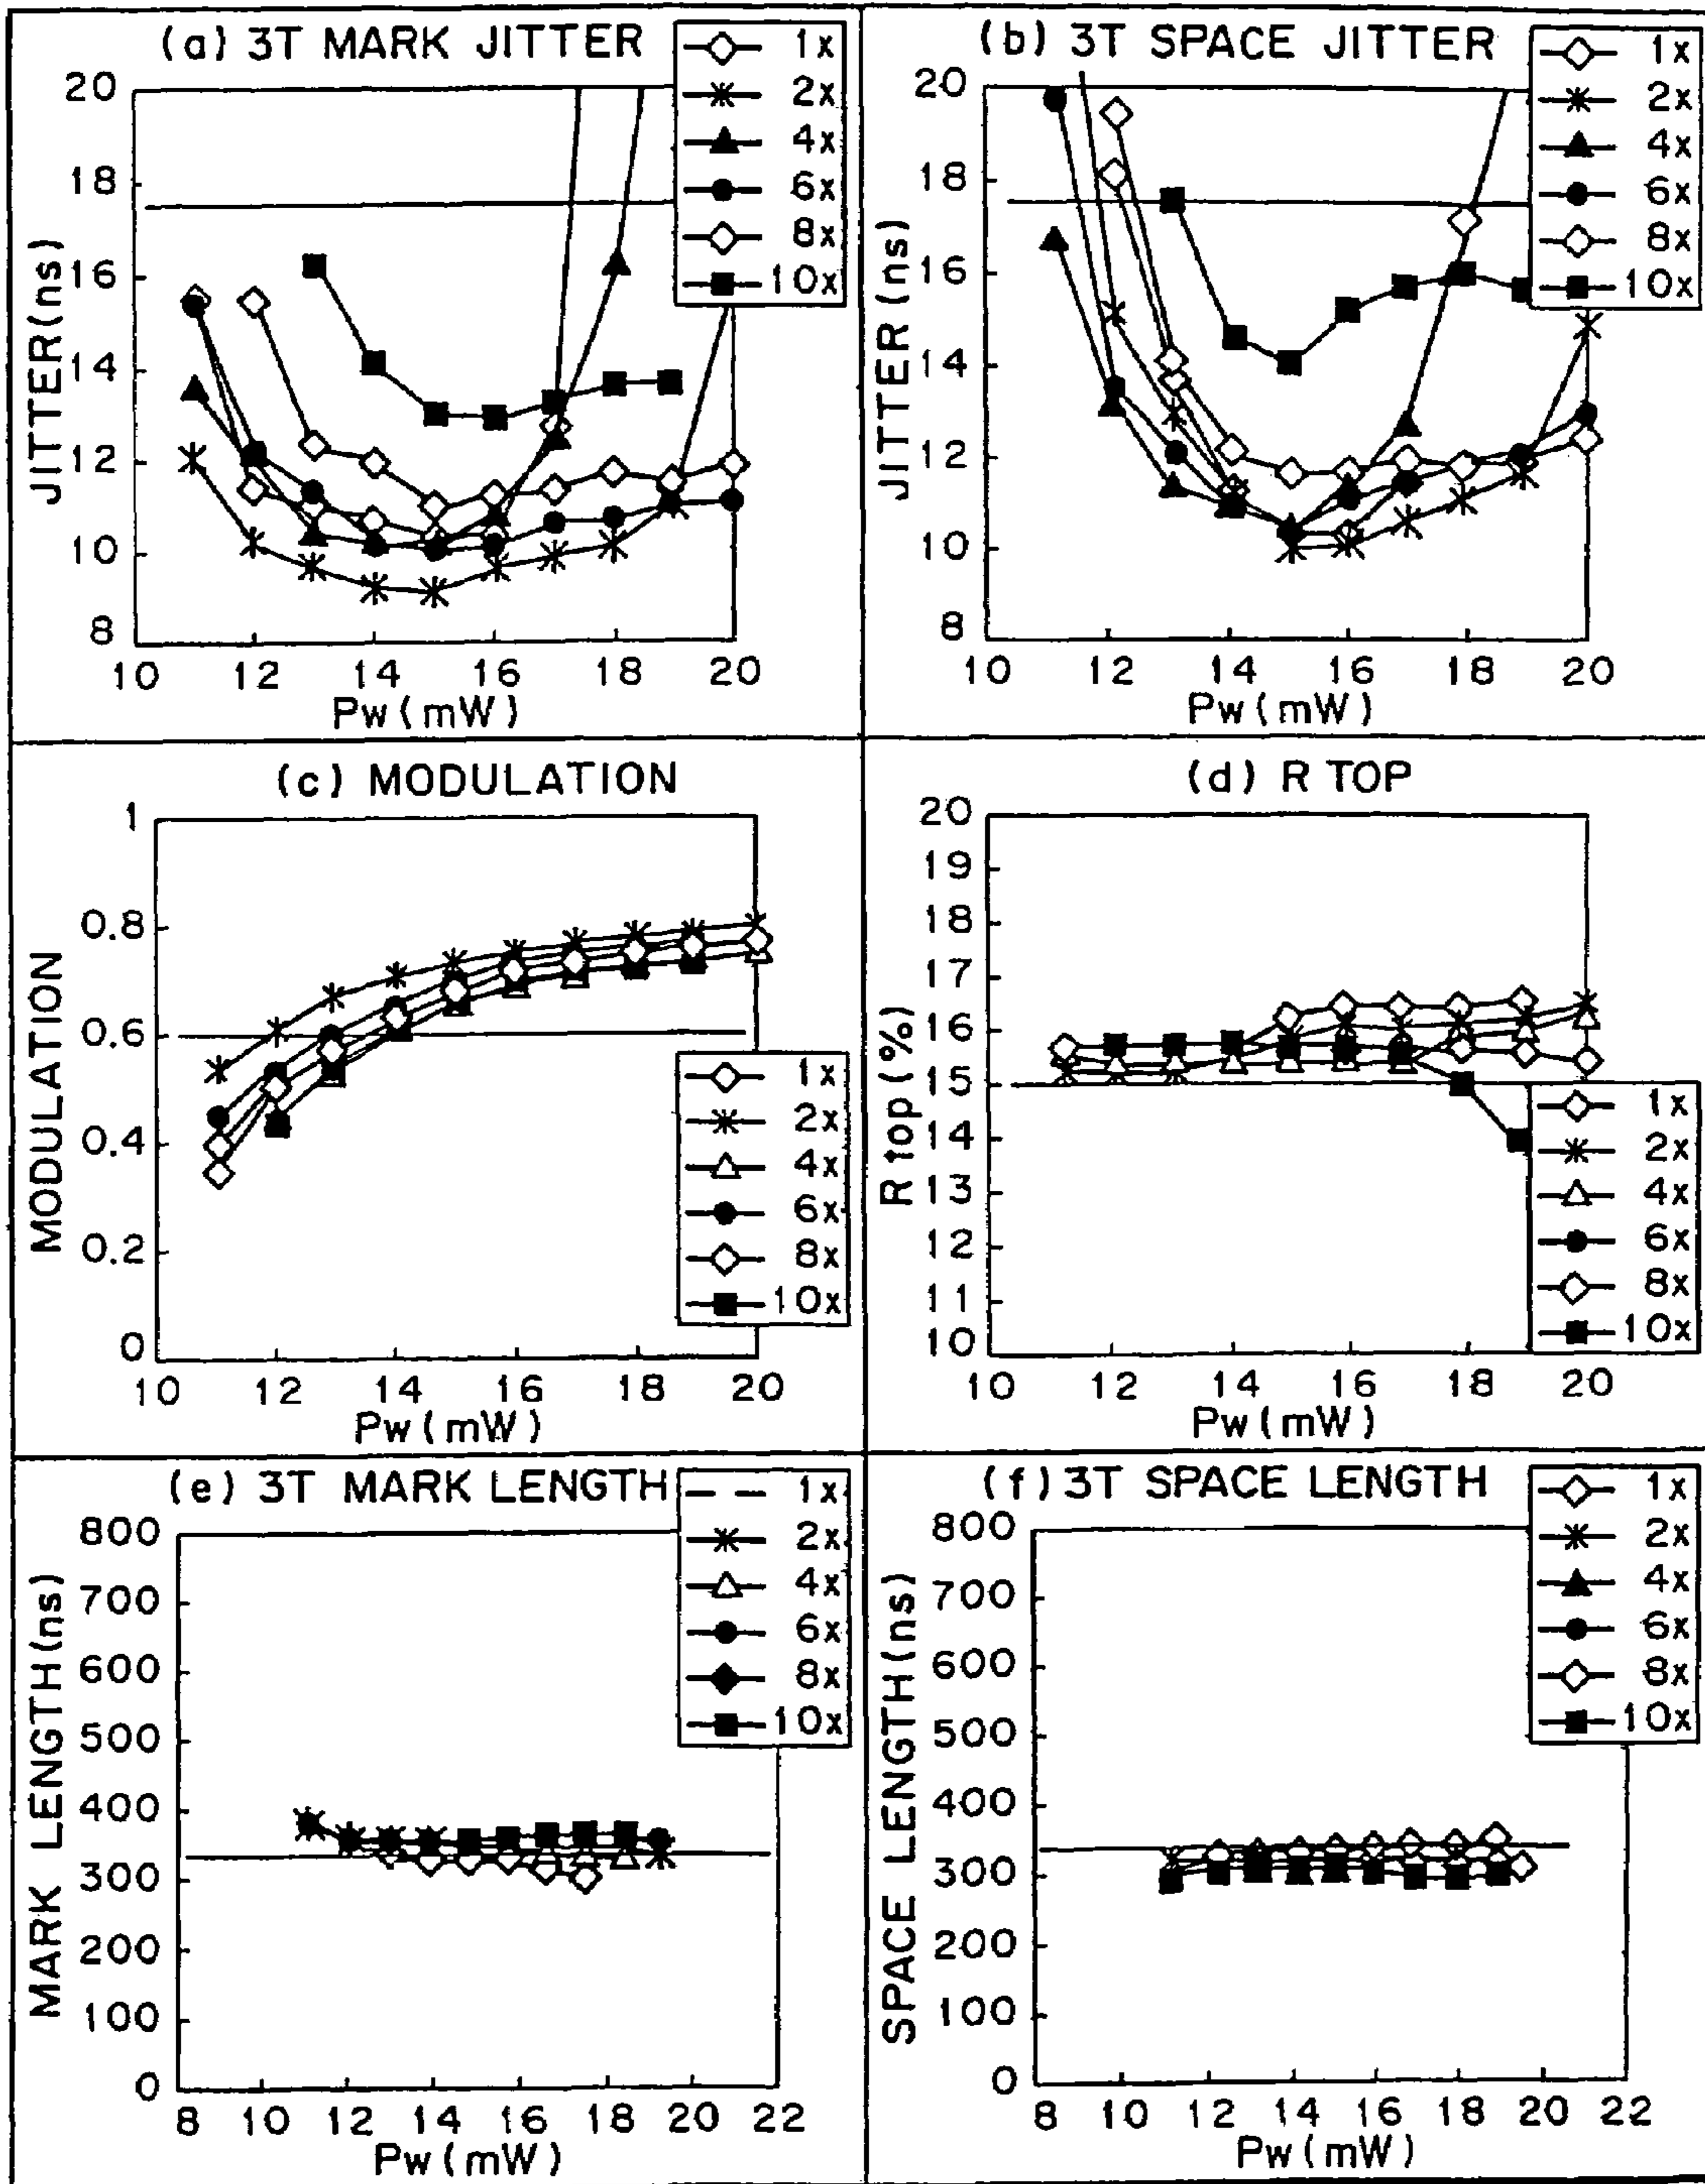 (a) 3T MARK JITTER
1x
2x
4x
6x
8x
10x
20
18
16
14
12
10
8
JITTER(ns)
10 12 14 16 18 20
Pw(mW)
(b) 3T SPACE JITTER
1x
2x
4x
6x
8x
10x
20
18
16
14
12
10
8
JITTER(ns)
10 12 14 16 18 20
Pw(mW)
(c) MODULATION
1
0.8
0.6
0.4
0.2
0
MODULATION
1x
2x
4x
6x
8x
10x
10 12 14 16 18 20
Pw(mW)
(d) R TOP
20
19
18
17
16
15
14
13
12
11
10
R top(%)
1x
2x
4x
6x
8x
10x
10 12 14 16 18 20
Pw(mW)
(e) 3T MARK LENGTH
1x
2x
4x
6x
8x
10x
800
700
600
500
400
300
200
100
0
MARK LENGTH(ns)
8 10 12 14 16 18 20 22
Pw(mW)
(f) 3T SPACE LENGTH
1x
2x
4x
6x
8x
10x
800
700
600
500
400
300
200
100
0
SPACE LENGTH(ns)
8 10 12 14 16 18 20 22
Pw(mW)